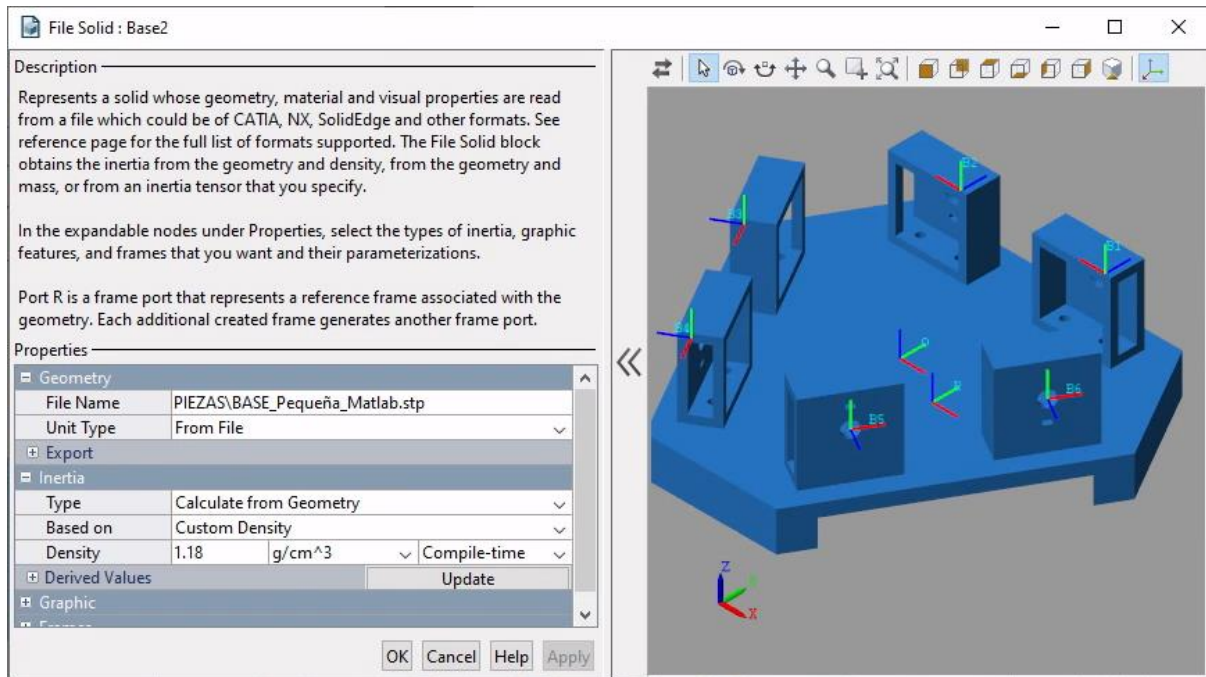 File Solid : Base2
Description
Represents a solid whose geometry, material and visual properties are read
from a file which could be of CATIA, NX, SolidEdge and other formats. See
reference page for the full list of formats supported. The File Solid block
obtains the inertia from the geometry and density, from the geometry and
mass, or from an inertia tensor that you specify.
In the expandable nodes under Properties, select the types of inertia, graphic
features, and frames that you want and their parameterizations.
Port R is a frame port that represents a reference frame associated with the
geometry. Each additional created frame generates another frame port.
Properties
Geometry
File Name PIEZAS\BASE_Pequeña_Matlab.stp
Unit Type From File
Export
Inertia
Type Calculate from Geometry
Based on Custom Density
Density 1.18 g/cm^3 Compile-time
Derived Values Update
Graphic
OK Cancel Help Apply
B2
B3
B1
B4
O
R
B6
B5
Z
X